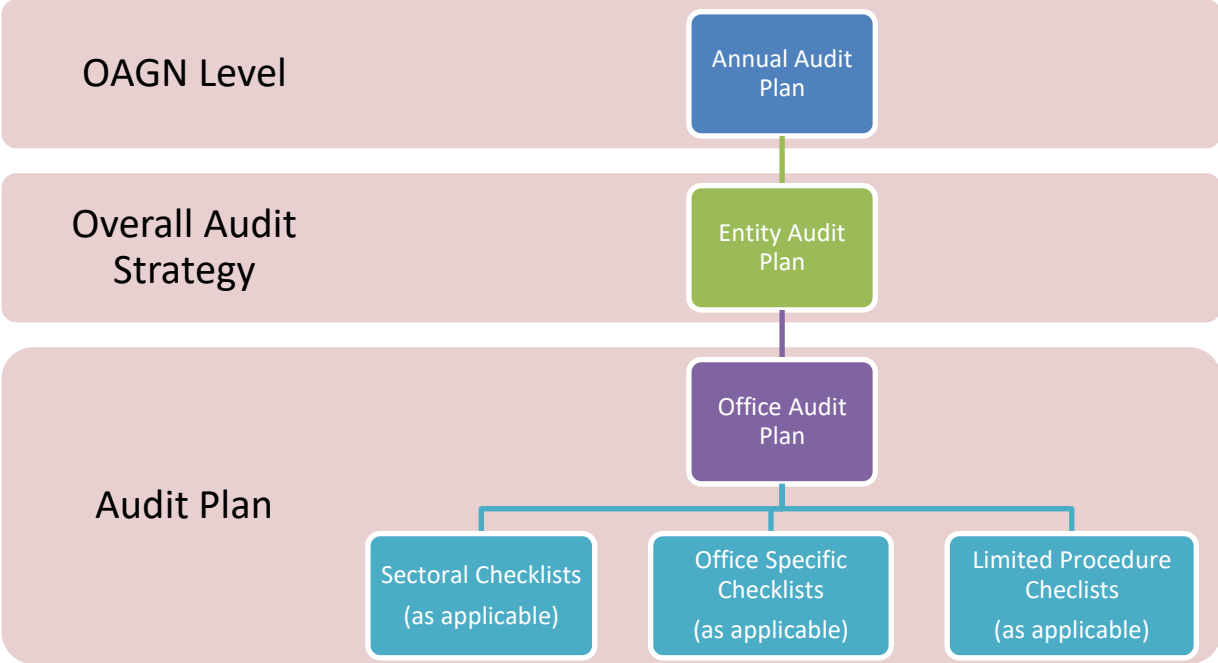 OAGN Level
Annual Audit
Plan
Overall Audit
Strategy
Entity Audit
Plan
Audit Plan
Office Audit
Plan
Sectoral Checklists
(as applicable)
Office Specific
Checklists
(as applicable)
Limited Procedure
Checlists
(as applicable)